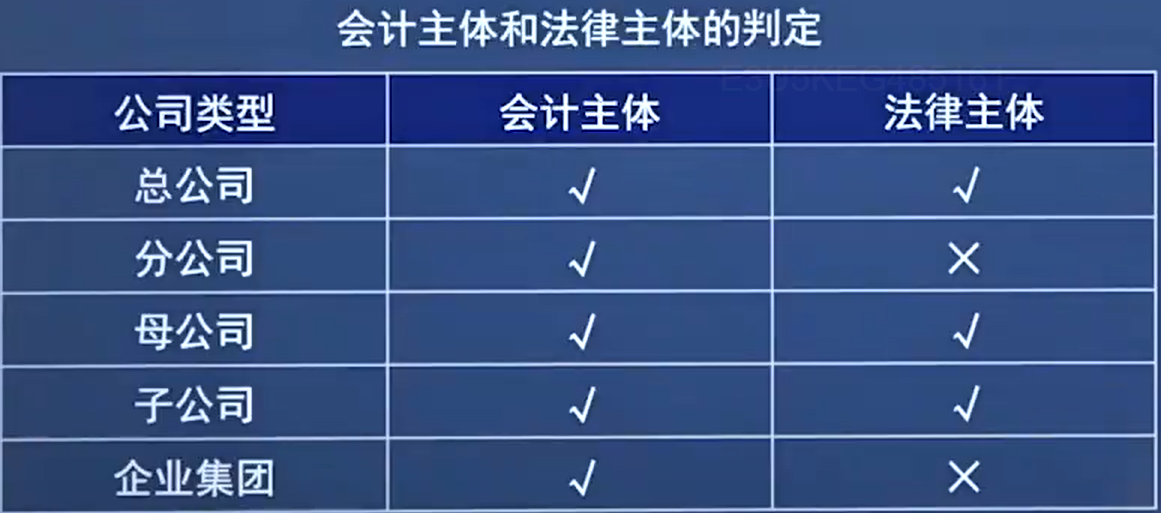 会计主体和法律主体的判定
公司类型 会计主体 法律主体
总公司 √ √
分公司 √ ×
母公司 √ √
子公司 √ √
企业集团 √ ×